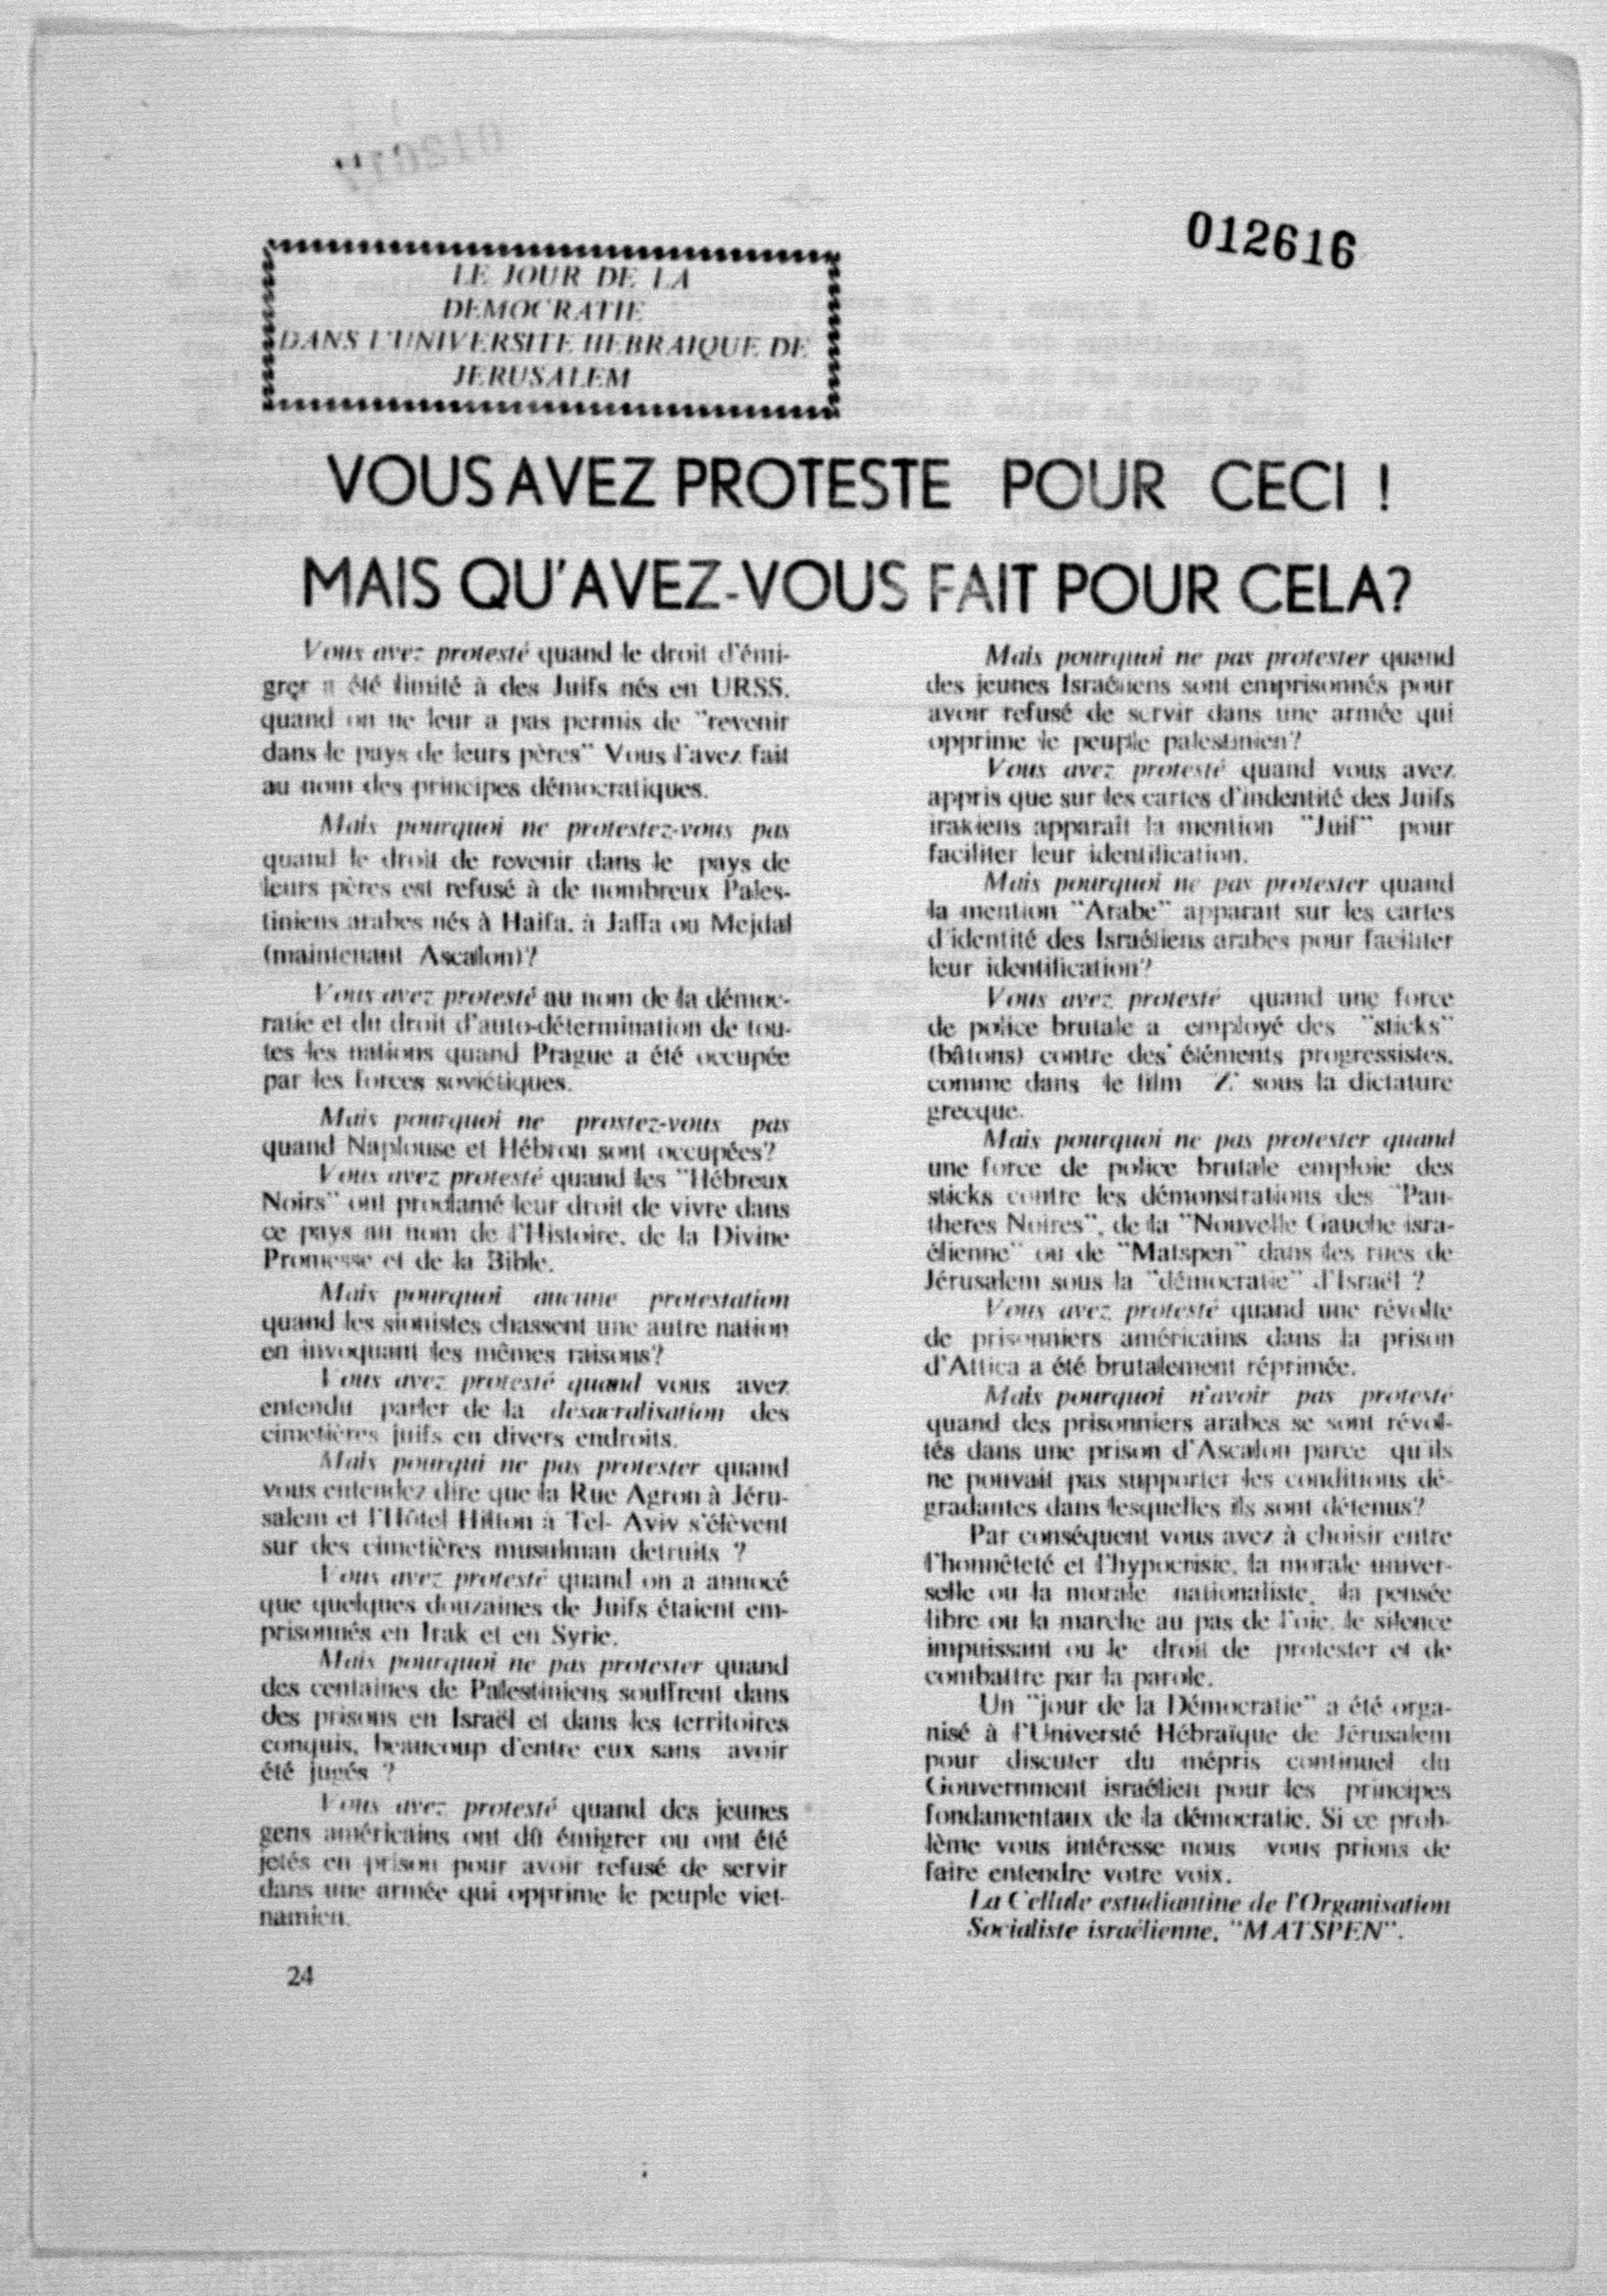 012616
LE JOUR DE LA
DEMOCRATIE
DANS L'UNIVERSITE HEBRAIQUE DE
JERUSALEM
VOUS AVEZ PROTESTE POUR CECI !
MAIS QU'AVEZ-VOUS FAIT POUR CELA?
Vous avez protesté quand le droit d'émi-
grer a été limité à des Juifs nés en URSS.
quand on ne leur a pas permis de "revenir
dans le pays de leurs pères" Vous l'avez fait
au nom des principes démocratiques.
Mais pourquoi ne protestez-vous pas
quand le droit de revenir dans le pays de
leurs pères est refusé à de nombreux Pales-
tiniens arabes nés à Haifa, à Jaffa ou Mejdal
(maintenant Ascalon)?
Vous avez protesté au nom de la démoc-
ratie et du droit d'auto-détermination de tou-
tes les nations quand Prague a été occupée
par les forces soviétiques.
Mais pourquoi ne prostez-vous pas
quand Naplouse et Hébron sont occupées?
Vous avez protesté quand les "Hébreux
Noirs" ont proclamé leur droit de vivre dans
ce pays au nom de l'Histoire, de la Divine
Promesse et de la Bible.
Mais pourquoi aucune protestation
quand les sionistes chassent une autre nation
en invoquant les mêmes raisons?
Vous avez protesté quand vous avez
entendu parler de la désacralisation des
cimetières juifs en divers endroits.
Mais pourqui ne pas protester quand
vous entendez dire que la Rue Agron à Jéru-
salem et l'Hôtel Hilton à Tel- Aviv s'élèvent
sur des cimetières musulman detruits ?
Vous avez protesté quand on a annocé
que quelques douzaines de Juifs étaient em-
prisonnés en Irak et en Syrie.
Mais pourquoi ne pas protester quand
des centaines de Palestiniens souffrent dans
des prisons en Israël et dans les territoires
conquis, beaucoup d'entre eux sans avoir
été jugés ?
Vous avez protesté quand des jeunes
gens américains ont dû émigrer ou ont été
jetés en prison pour avoir refusé de servir
dans une armée qui opprime le peuple viet-
namien.
24
Mais pourquoi ne pas protester quand
des jeunes Israéliens sont emprisonnés pour
avoir refusé de servir dans une armée qui
opprime le peuple palestinien?
Vous avez protesté quand vous avez
appris que sur les cartes d'indentité des Juifs
irakiens apparaît la mention "Juif" pour
faciliter leur identification.
Mais pourquoi ne pas protester quand
la mention "Arabe" apparaît sur les cartes
d'identité des Israéliens arabes pour faciliter
leur identification?
Vous avez protesté quand une force
de police brutale a employé des "sticks"
(bâtons) contre des éléments progressistes.
comme dans le film Z. sous la dictature
grecque.
Mais pourquoi ne pas protester quand
une force de police brutale emploie des
sticks contre les démonstrations des "Pan-
theres Noires", de la "Nouvelle Gauche isra-
élienne" ou de "Matspen" dans les rues de
Jérusalem sous la "démocratie" d'Israël ?
Vous avez protesté quand une révolte
de prisonniers américains dans la prison
d'Attica a été brutalement réprimée.
Mais pourquoi n'avoir pas protesté
quand des prisonniers arabes se sont révol-
tés dans une prison d'Ascalon parce qu'ils
ne pouvait pas supporter les conditions dé-
gradantes dans lesquelles ils sont détenus?
Par conséquent vous avez à choisir entre
l'honnêteté et l'hypocrisie, la morale univer-
selle ou la morale nationaliste, la pensée
libre ou la marche au pas de l'oie, le silence
impuissant ou le droit de protester et de
combattre par la parole.
Un "jour de la Démocratie" a été orga-
nisé à l'Universté Hébraïque de Jérusalem
pour discuter du mépris continuel du
Gouvernment israélien pour les principes
fondamentaux de la démocratie. Si ce prob-
lème vous intéresse nous vous prions de
faire entendre votre voix.
La Cellule estudiantine de l'Organisation
Socialiste israélienne. "MATSPEN".